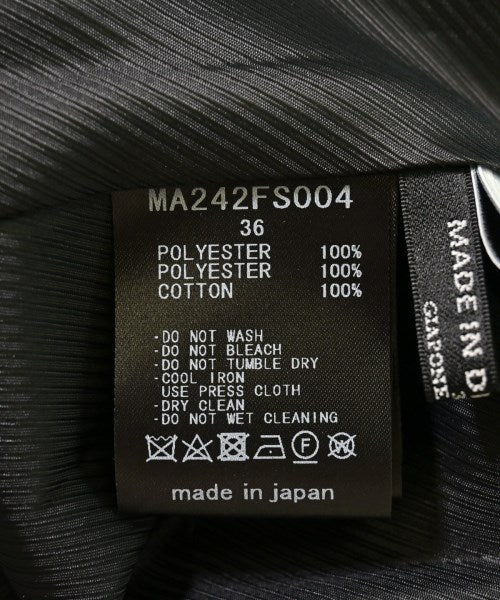 MA242FS004
36
POLYESTER 100%
POLYESTER 100%
COTTON 100%
-DO NOT WASH
-DO NOT BLEACH
-DO NOT TUMBLE DRY
-COOL IRON
USE PRESS CLOTH
-DRY CLEAN
-DO NOT WET CLEANING
F
W
made in japan
MADE IN
GIAPONE